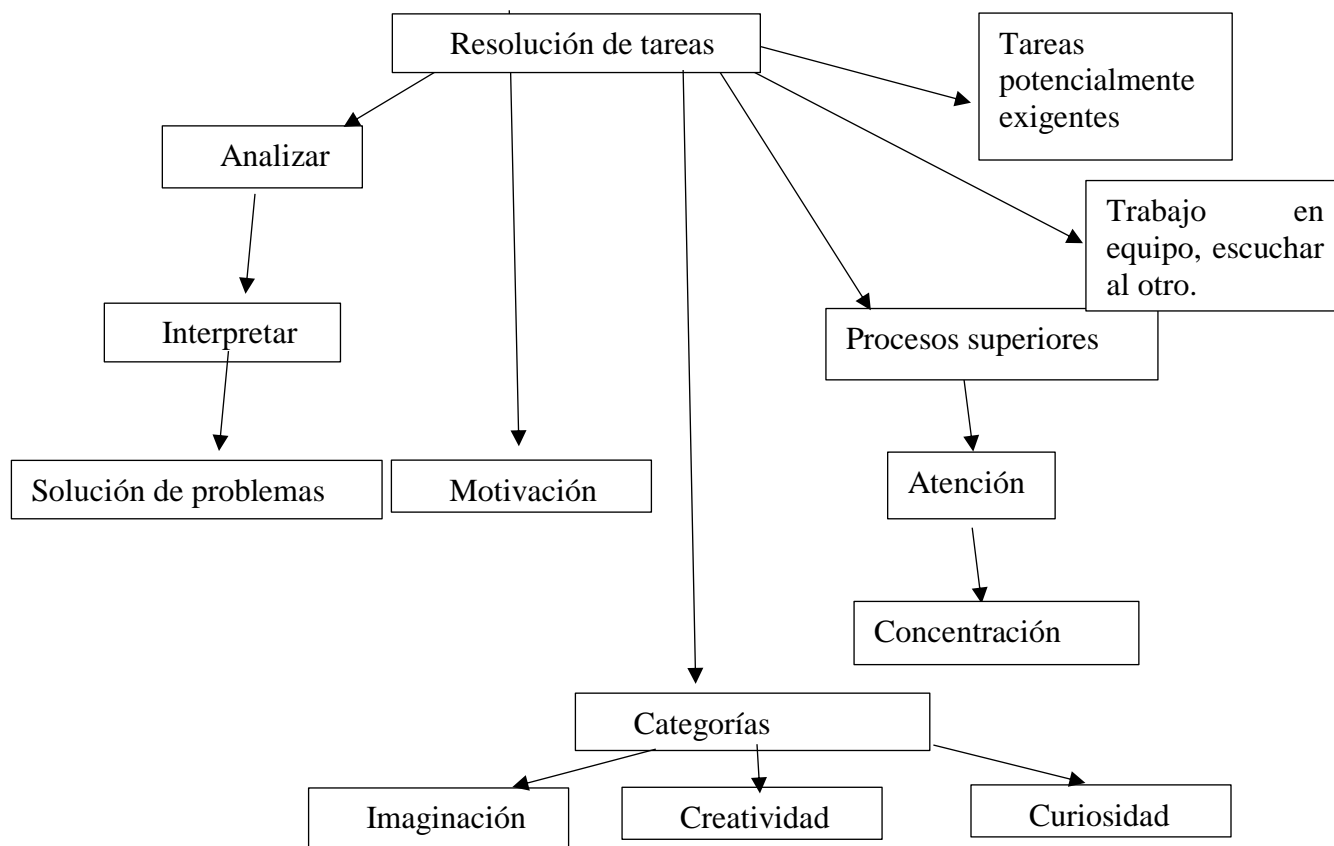 Resolución de tareas
Tareas
potencialmente
exigentes
Analizar
Trabajo en
equipo, escuchar
al otro.
Interpretar
Procesos superiores
Solución de problemas
Motivación
Atención
Concentración
Categorías
Imaginación
Creatividad
Curiosidad